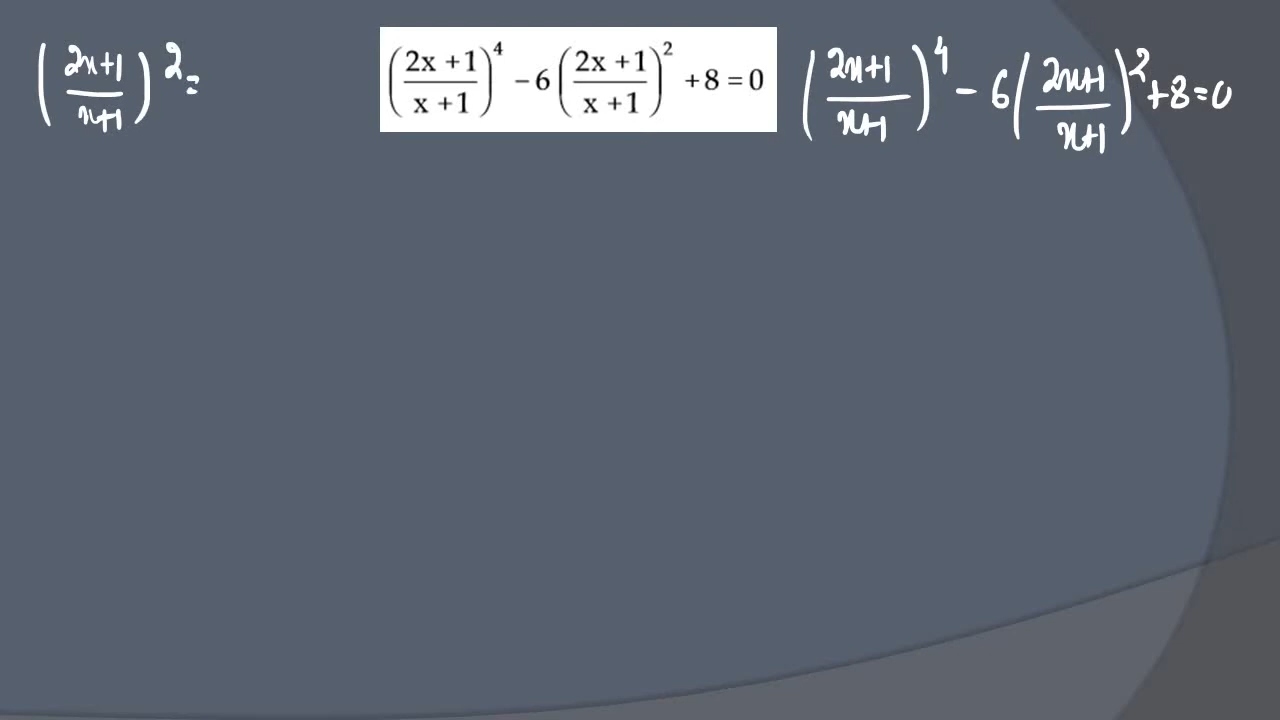 (2x+1/x+1)^2 =
(2x+1/x+1)^4 − 6(2x+1/x+1)^2 + 8 = 0
(2x+1/x+1)^4 − 6(2x+1/x+1)^2 + 8 = 0